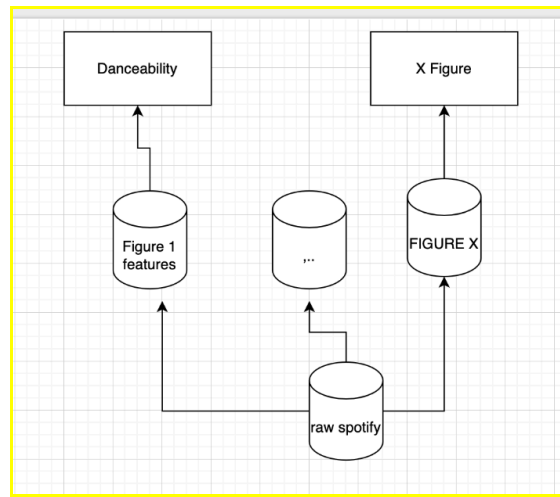 Danceability
X Figure
Figure 1
features
,..
FIGURE X
raw spotify